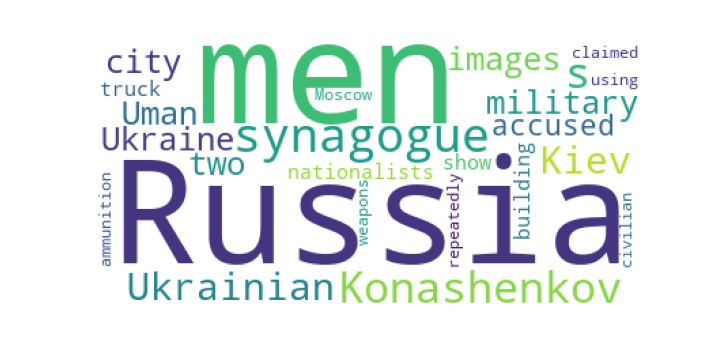 city
men
images
claimed
s
using
truck
Moscow
Uman
military
Ukraine
synagogue
accused
two
nationalists
show
Kiev
ammunition
Russia
weapons
repeatedly
building
civilian
Ukrainian
Konashenkov